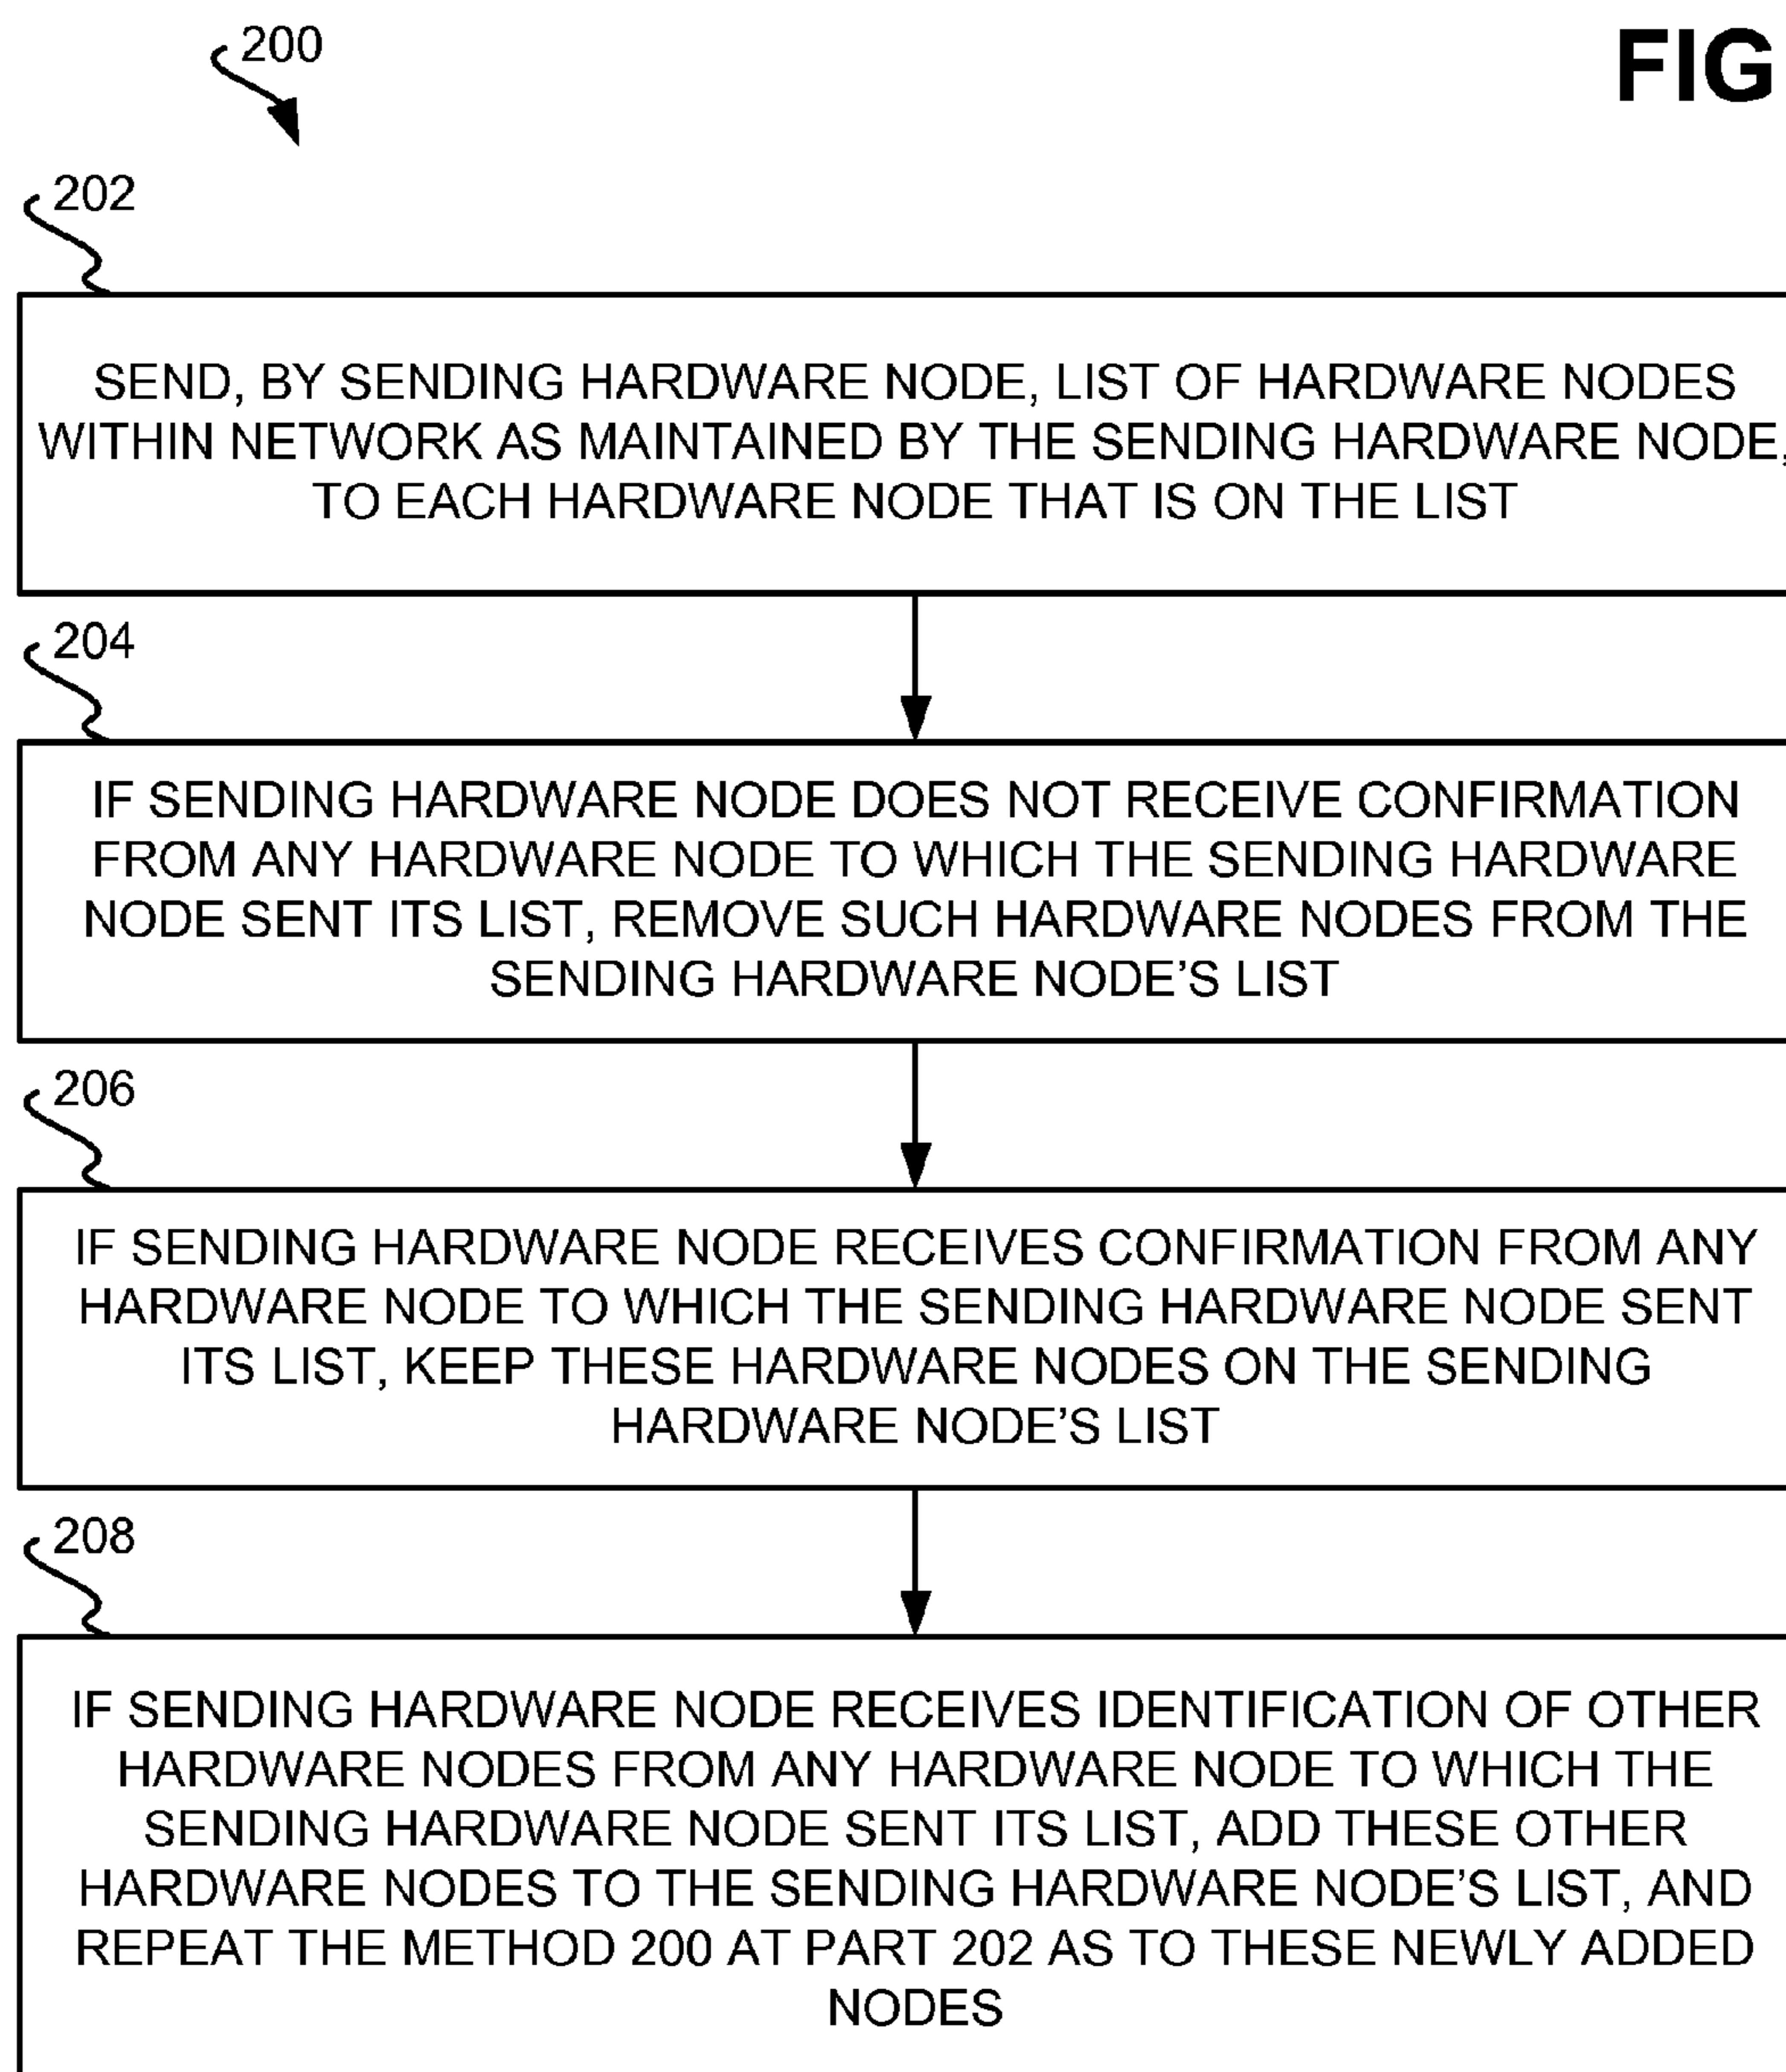 200
FIG
202
SEND, BY SENDING HARDWARE NODE, LIST OF HARDWARE NODES
WITHIN NETWORK AS MAINTAINED BY THE SENDING HARDWARE NODE,
TO EACH HARDWARE NODE THAT IS ON THE LIST
204
IF SENDING HARDWARE NODE DOES NOT RECEIVE CONFIRMATION
FROM ANY HARDWARE NODE TO WHICH THE SENDING HARDWARE
NODE SENT ITS LIST, REMOVE SUCH HARDWARE NODES FROM THE
SENDING HARDWARE NODE'S LIST
206
IF SENDING HARDWARE NODE RECEIVES CONFIRMATION FROM ANY
HARDWARE NODE TO WHICH THE SENDING HARDWARE NODE SENT
ITS LIST, KEEP THESE HARDWARE NODES ON THE SENDING
HARDWARE NODE'S LIST
208
IF SENDING HARDWARE NODE RECEIVES IDENTIFICATION OF OTHER
HARDWARE NODES FROM ANY HARDWARE NODE TO WHICH THE
SENDING HARDWARE NODE SENT ITS LIST, ADD THESE OTHER
HARDWARE NODES TO THE SENDING HARDWARE NODE'S LIST, AND
REPEAT THE METHOD 200 AT PART 202 AS TO THESE NEWLY ADDED
NODES